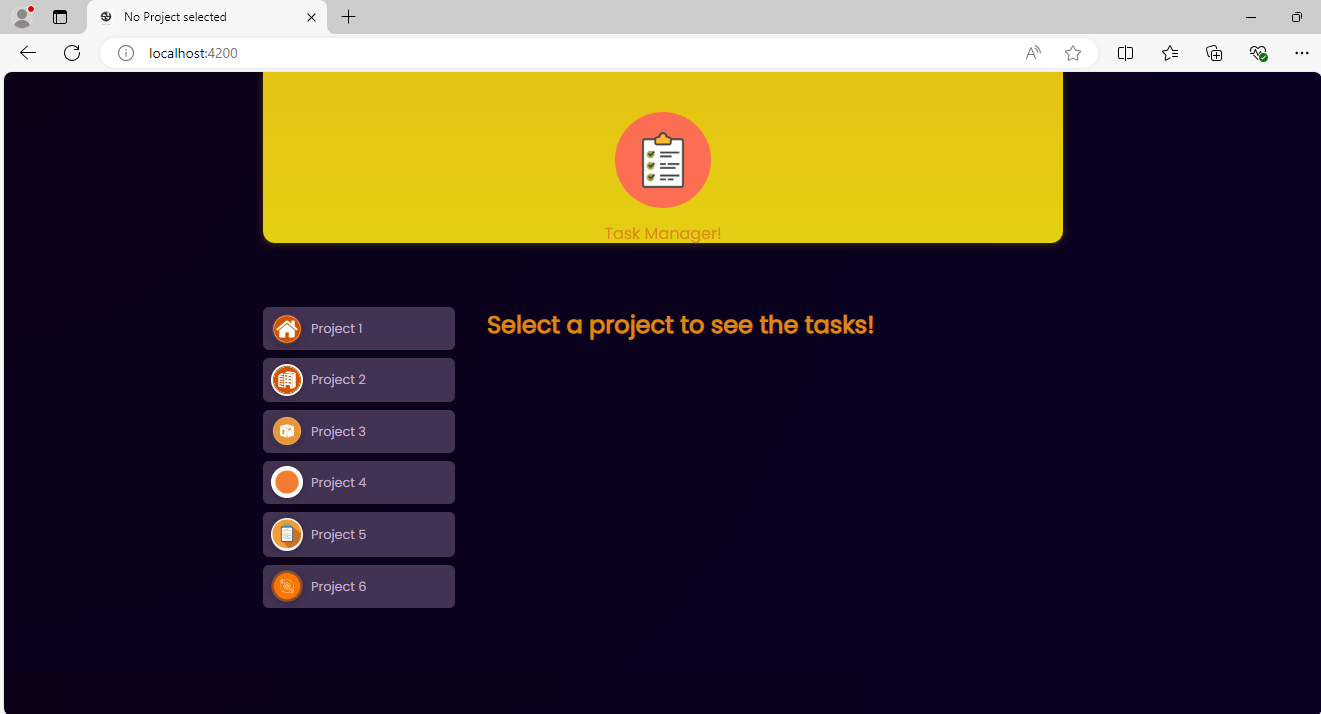 No Project selected
localhost:4200
Task Manager!
Select a project to see the tasks!
Project 1
Project 2
Project 3
Project 4
Project 5
Project 6